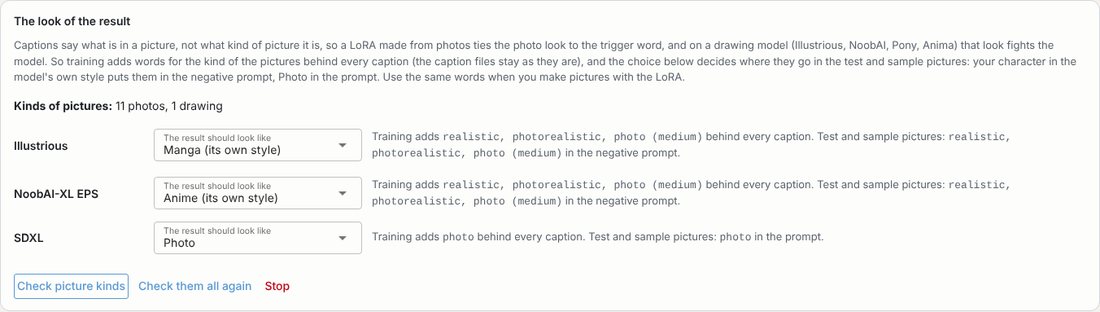 The look of the result
Captions say what is in a picture, not what kind of picture it is, so a LoRA made from photos ties the photo look to the trigger word, and on a drawing model (Illustrious, NoobAI, Pony, Anima) that look fights the
model. So training adds words for the kind of the pictures behind every caption (the caption files stay as they are), and the choice below decides where they go in the test and sample pictures: your character in the
model's own style puts them in the negative prompt, Photo in the prompt. Use the same words when you make pictures with the LoRA.
Kinds of pictures: 11 photos, 1 drawing
Illustrious
The result should look like
Manga (its own style)
Training adds realistic, photorealistic, photo (medium) behind every caption. Test and sample pictures: realistic,
photorealistic, photo (medium) in the negative prompt.
NoobAI-XL EPS
The result should look like
Anime (its own style)
Training adds realistic, photorealistic, photo (medium) behind every caption. Test and sample pictures: realistic,
photorealistic, photo (medium) in the negative prompt.
SDXL
The result should look like
Photo
Training adds photo behind every caption. Test and sample pictures: photo in the prompt.
Check picture kinds
Check them all again
Stop